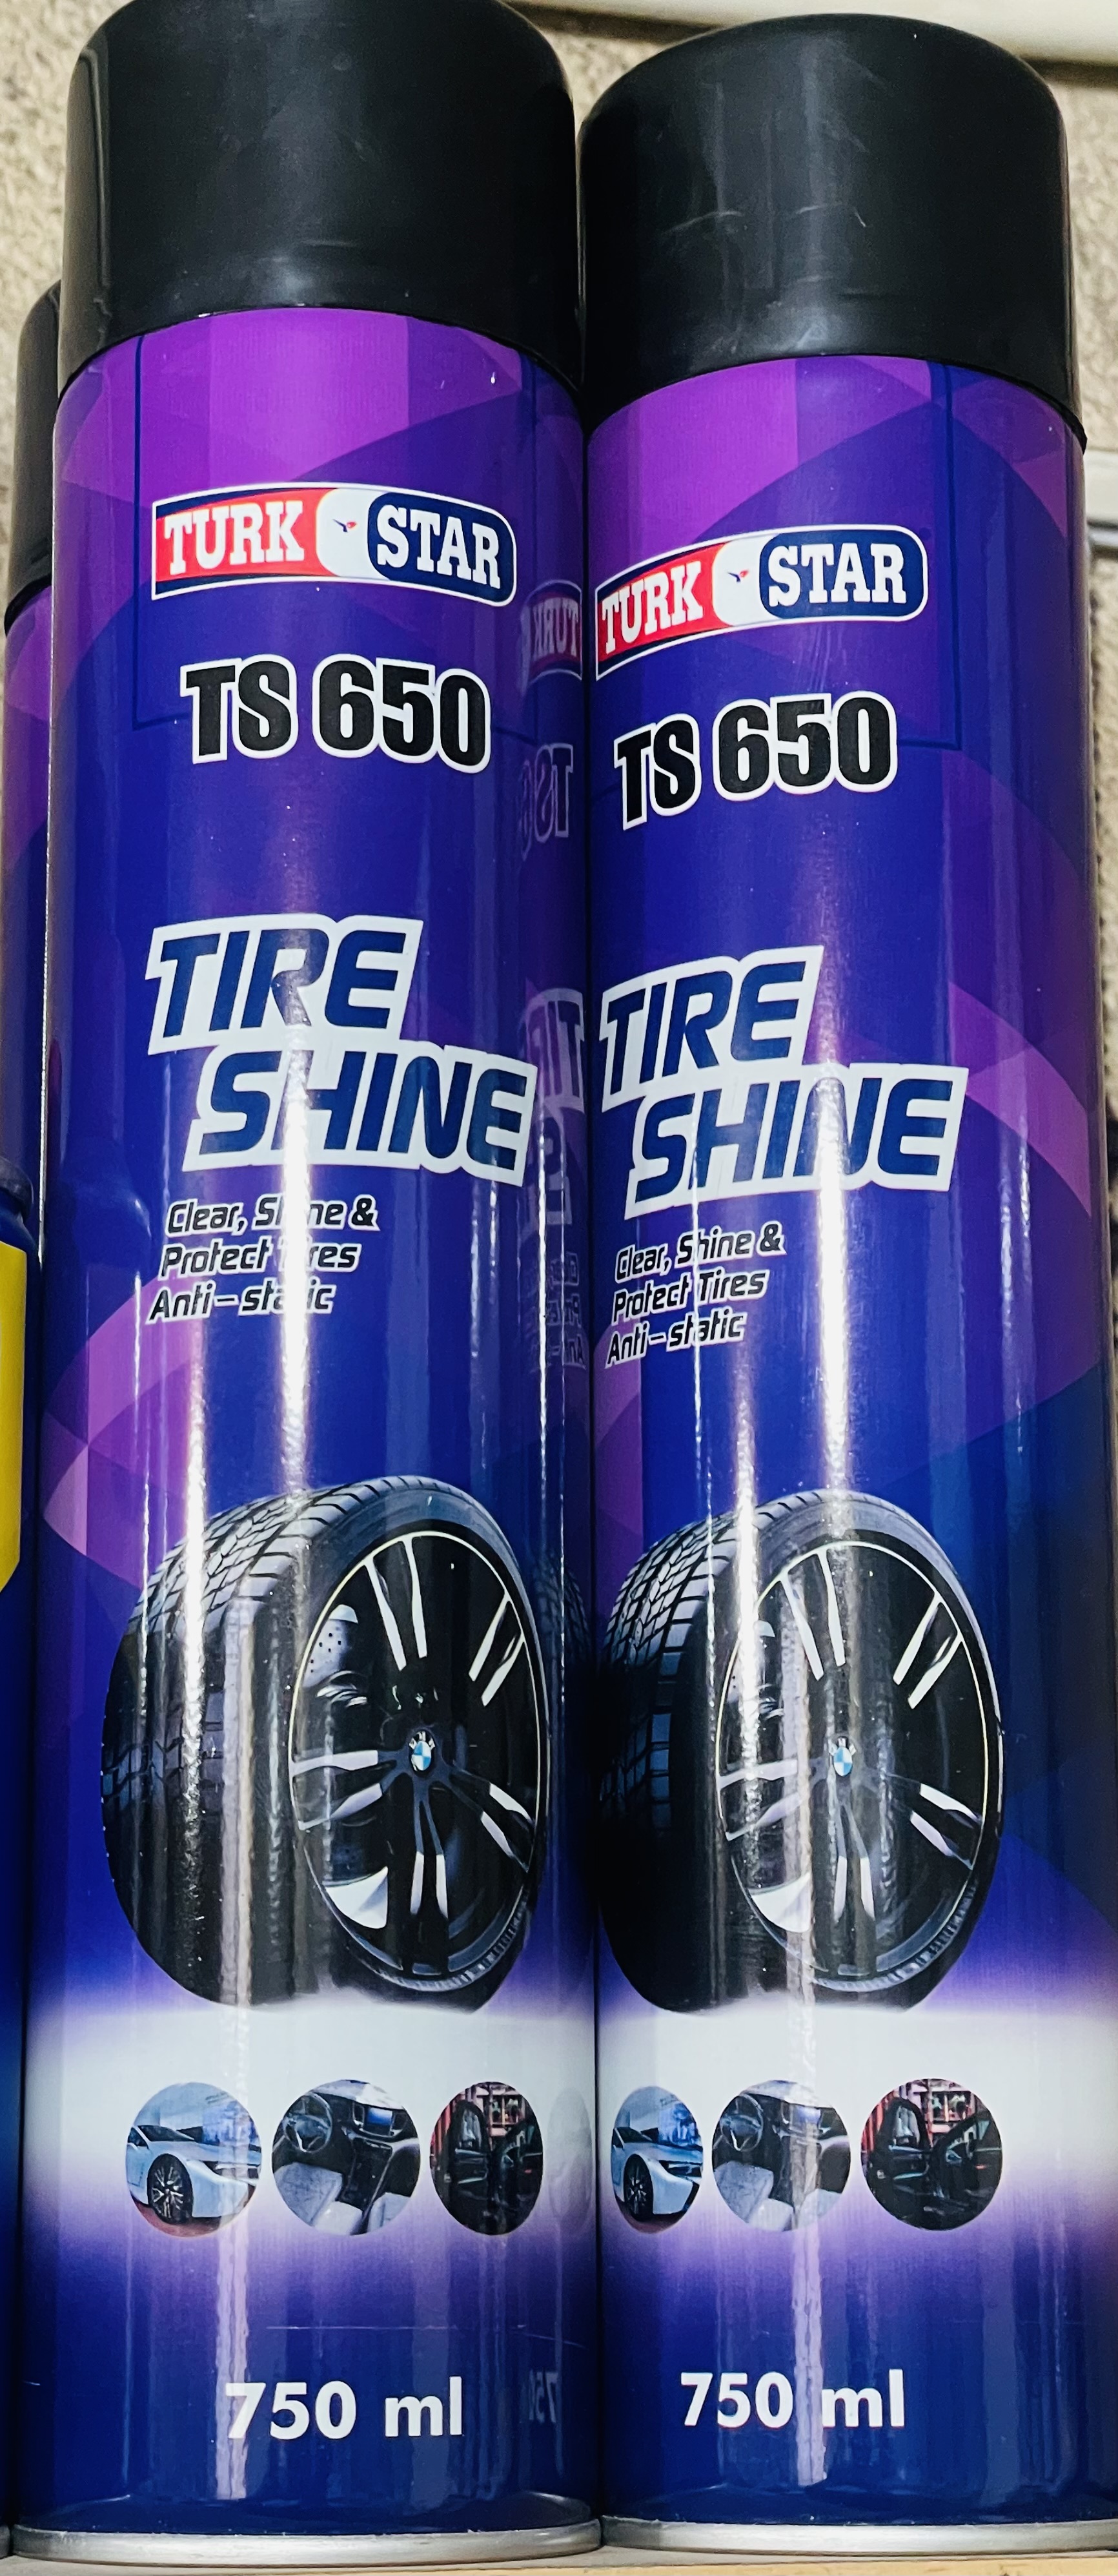 TURK STAR
TS 650
TIRE
SHINE
Clear, Shine &
Protect Tires
Anti-static
750 ml
TURK STAR
TS 650
TIRE
SHINE
Clear, Shine &
Protect Tires
Anti-static
750 ml